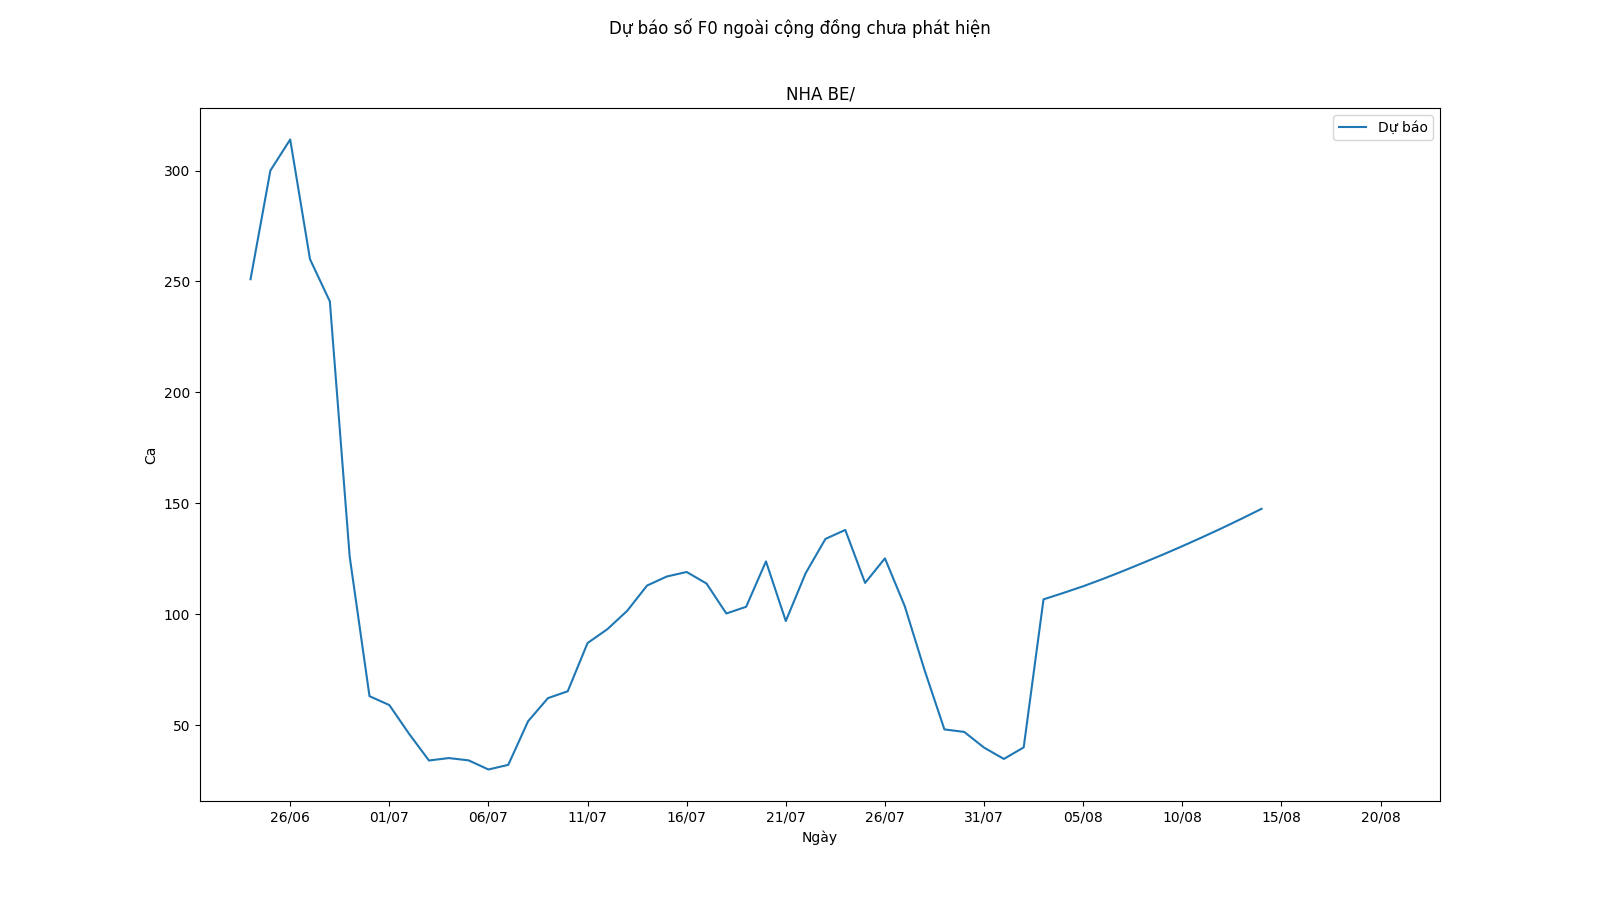 Dự báo số F0 ngoài cộng đồng chưa phát hiện
NHA BE/
Dự báo
300
250
200
150
100
50
Ca
26/06 01/07 06/07 11/07 16/07 21/07 26/07 31/07 05/08 10/08 15/08 20/08
Ngày